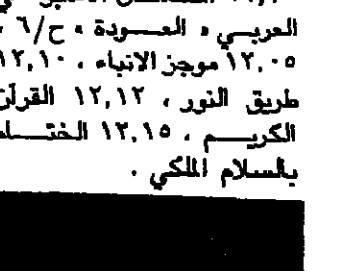 العربي « العودة » ح/٦ ،
١٢,٠٥ موجز الانباء ، ١٢,١٠
طريق النور ، ١٢,١٢ القرآن
الكريم ، ١٢,١٥ الختـــام
بالسلام الملكي .